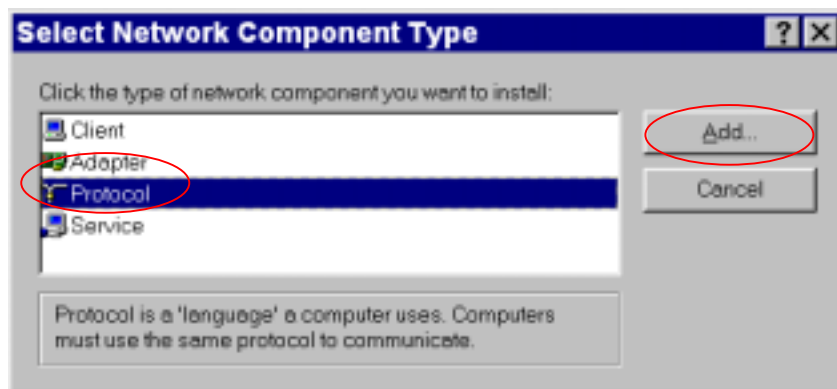 Select Network Component Type
Click the type of network component you want to install:
Client
Add...
Adapter
Protocol
Cancel
Service
Protocol is a 'language' a computer uses. Computers
must use the same protocol to communicate.